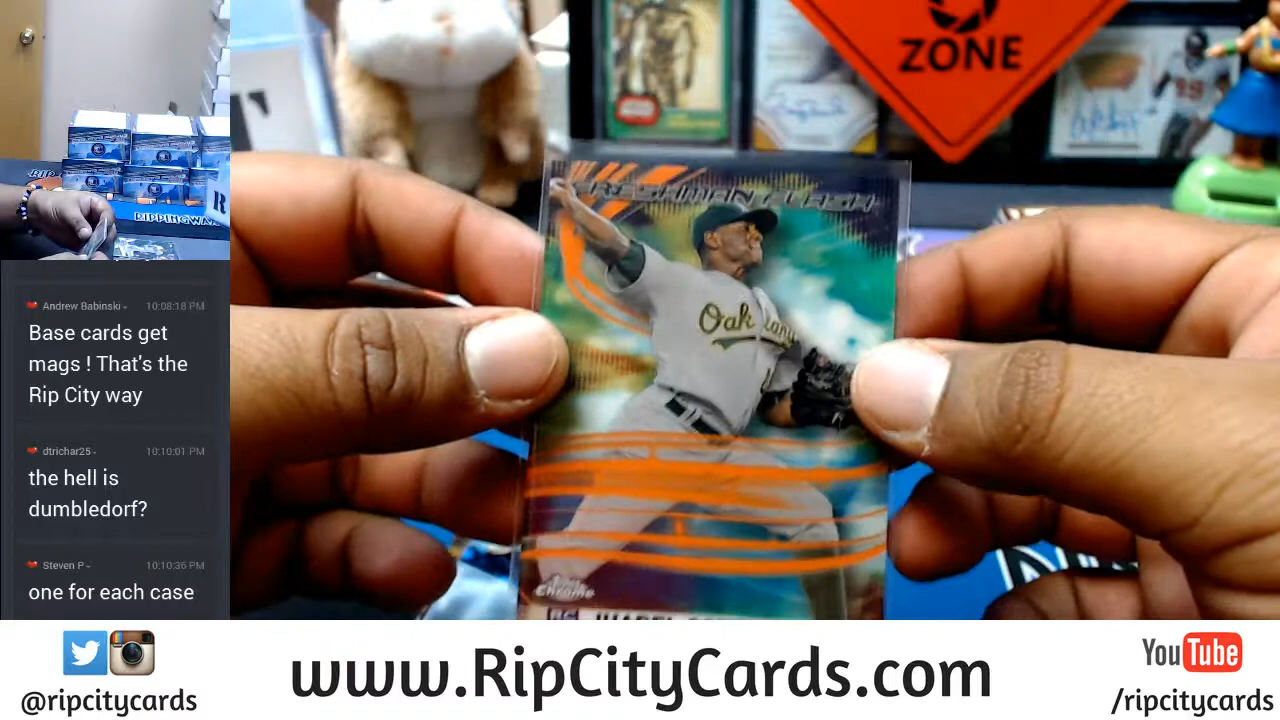 ZONE
RIPPINGWAX
FRESHMAN FLASH
Oakland
Topps
Chrome
RC
Andrew Babinski 10:08:18 PM
Base cards get
mags ! That's the
Rip City way
dtrichar25 10:10:01 PM
the hell is
dumbledorf?
Steven P 10:10:36 PM
one for each case
@ripcitycards
www.RipCityCards.com
YouTube
/ripcitycards